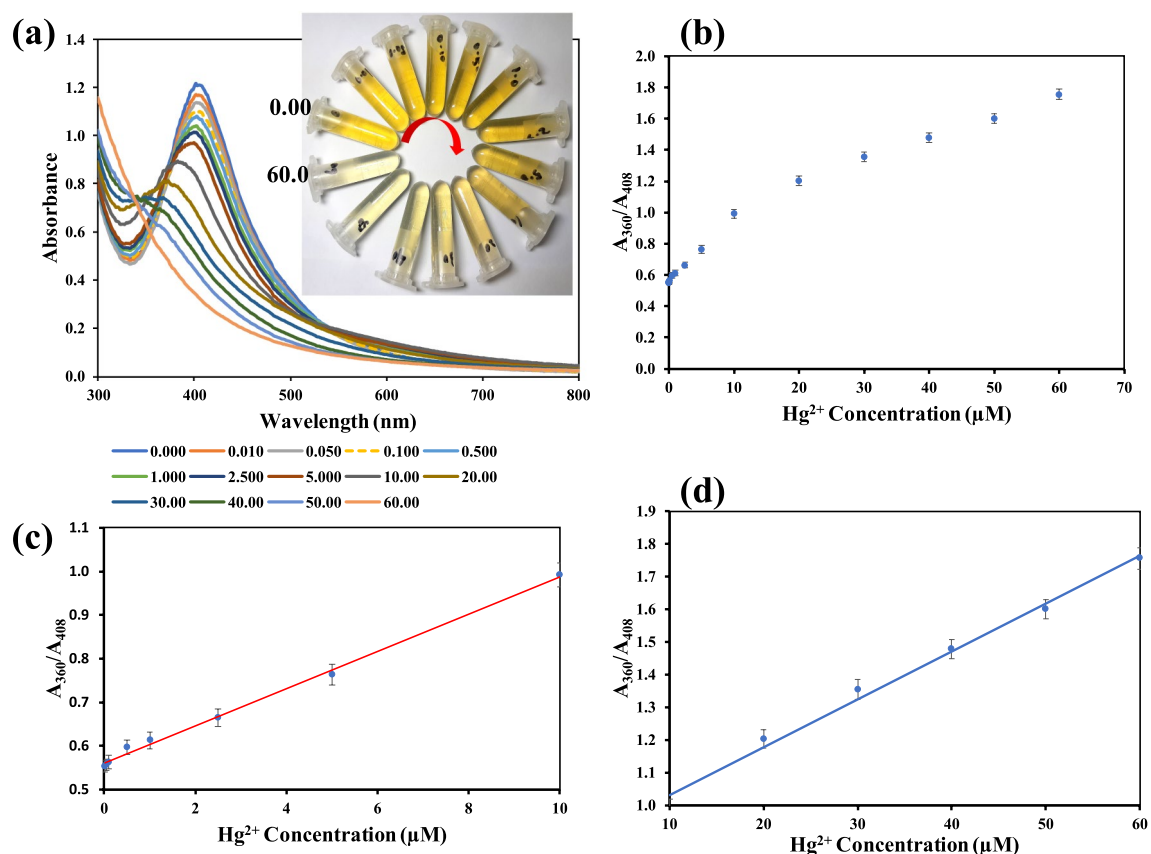 (a)
1.4
1.2
1.0
0.8
0.6
0.4
0.2
0.0
Absorbance
0.00
60.0
300 400 500 600 700 800
Wavelength (nm)
0.000 0.010 0.050 0.100 0.500
1.000 2.500 5.000 10.00 20.00
30.00 40.00 50.00 60.00
(b)
2.0
1.8
1.6
1.4
1.2
1.0
0.8
0.6
0.4
0.2
0.0
A₃₆₀/A₄₀₈
0 10 20 30 40 50 60 70
Hg²⁺ Concentration (µM)
(c)
1.1
1.0
0.9
0.8
0.7
0.6
0.5
A₃₆₀/A₄₀₈
0 2 4 6 8 10
Hg²⁺ Concentration (µM)
(d)
1.9
1.8
1.7
1.6
1.5
1.4
1.3
1.2
1.1
1.0
A₃₆₀/A₄₀₈
10 20 30 40 50 60
Hg²⁺ Concentration (µM)